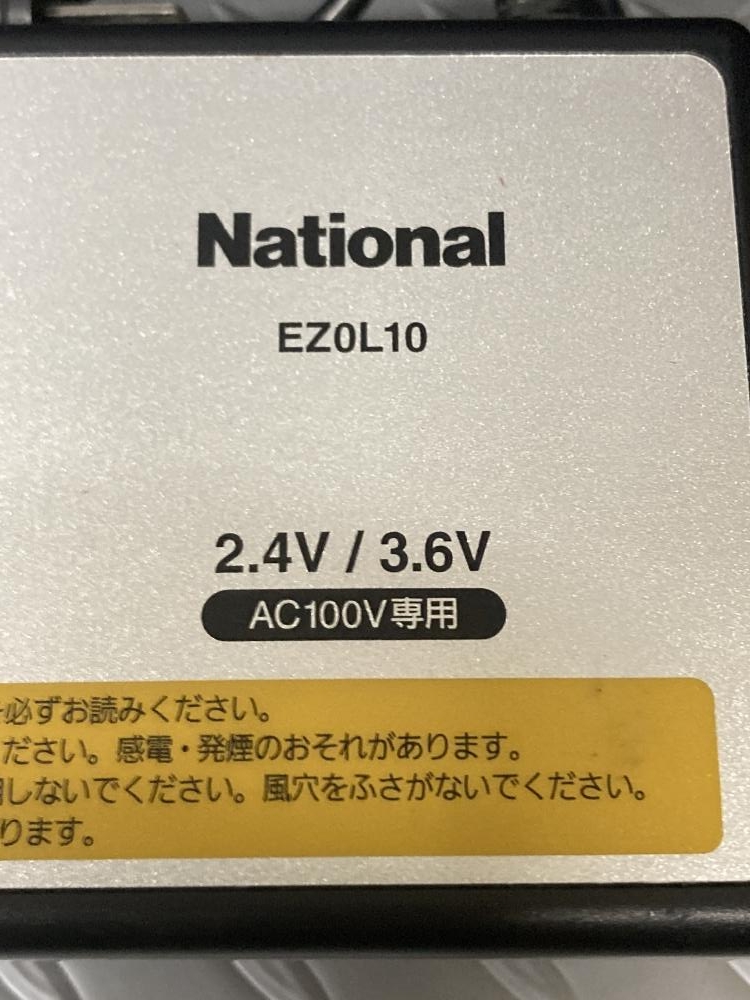 National
EZ0L10
2.4V / 3.6V
AC100V専用
必ずお読みください。
ださい。感電・発煙のおそれがあります。
しないでください。風穴をふさがないでください。
ります。